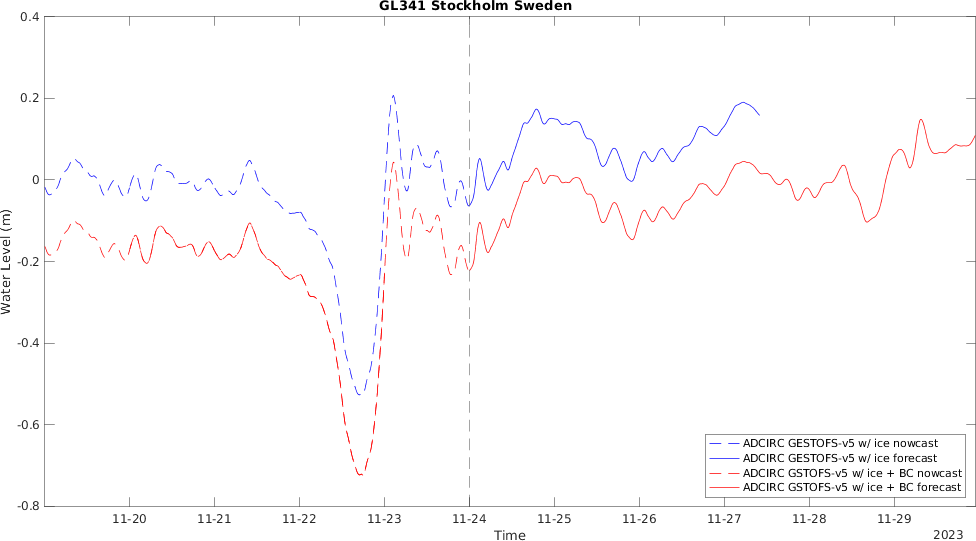 GL341 Stockholm Sweden
0.4
0.2
0
-0.2
-0.4
-0.6
-0.8
Water Level (m)
ADCIRC GESTOFS-v5 w/ ice nowcast
ADCIRC GESTOFS-v5 w/ ice forecast
ADCIRC GSTOFS-v5 w/ ice + BC nowcast
ADCIRC GSTOFS-v5 w/ ice + BC forecast
11-20 11-21 11-22 11-23 11-24 11-25 11-26 11-27 11-28 11-29
Time
2023